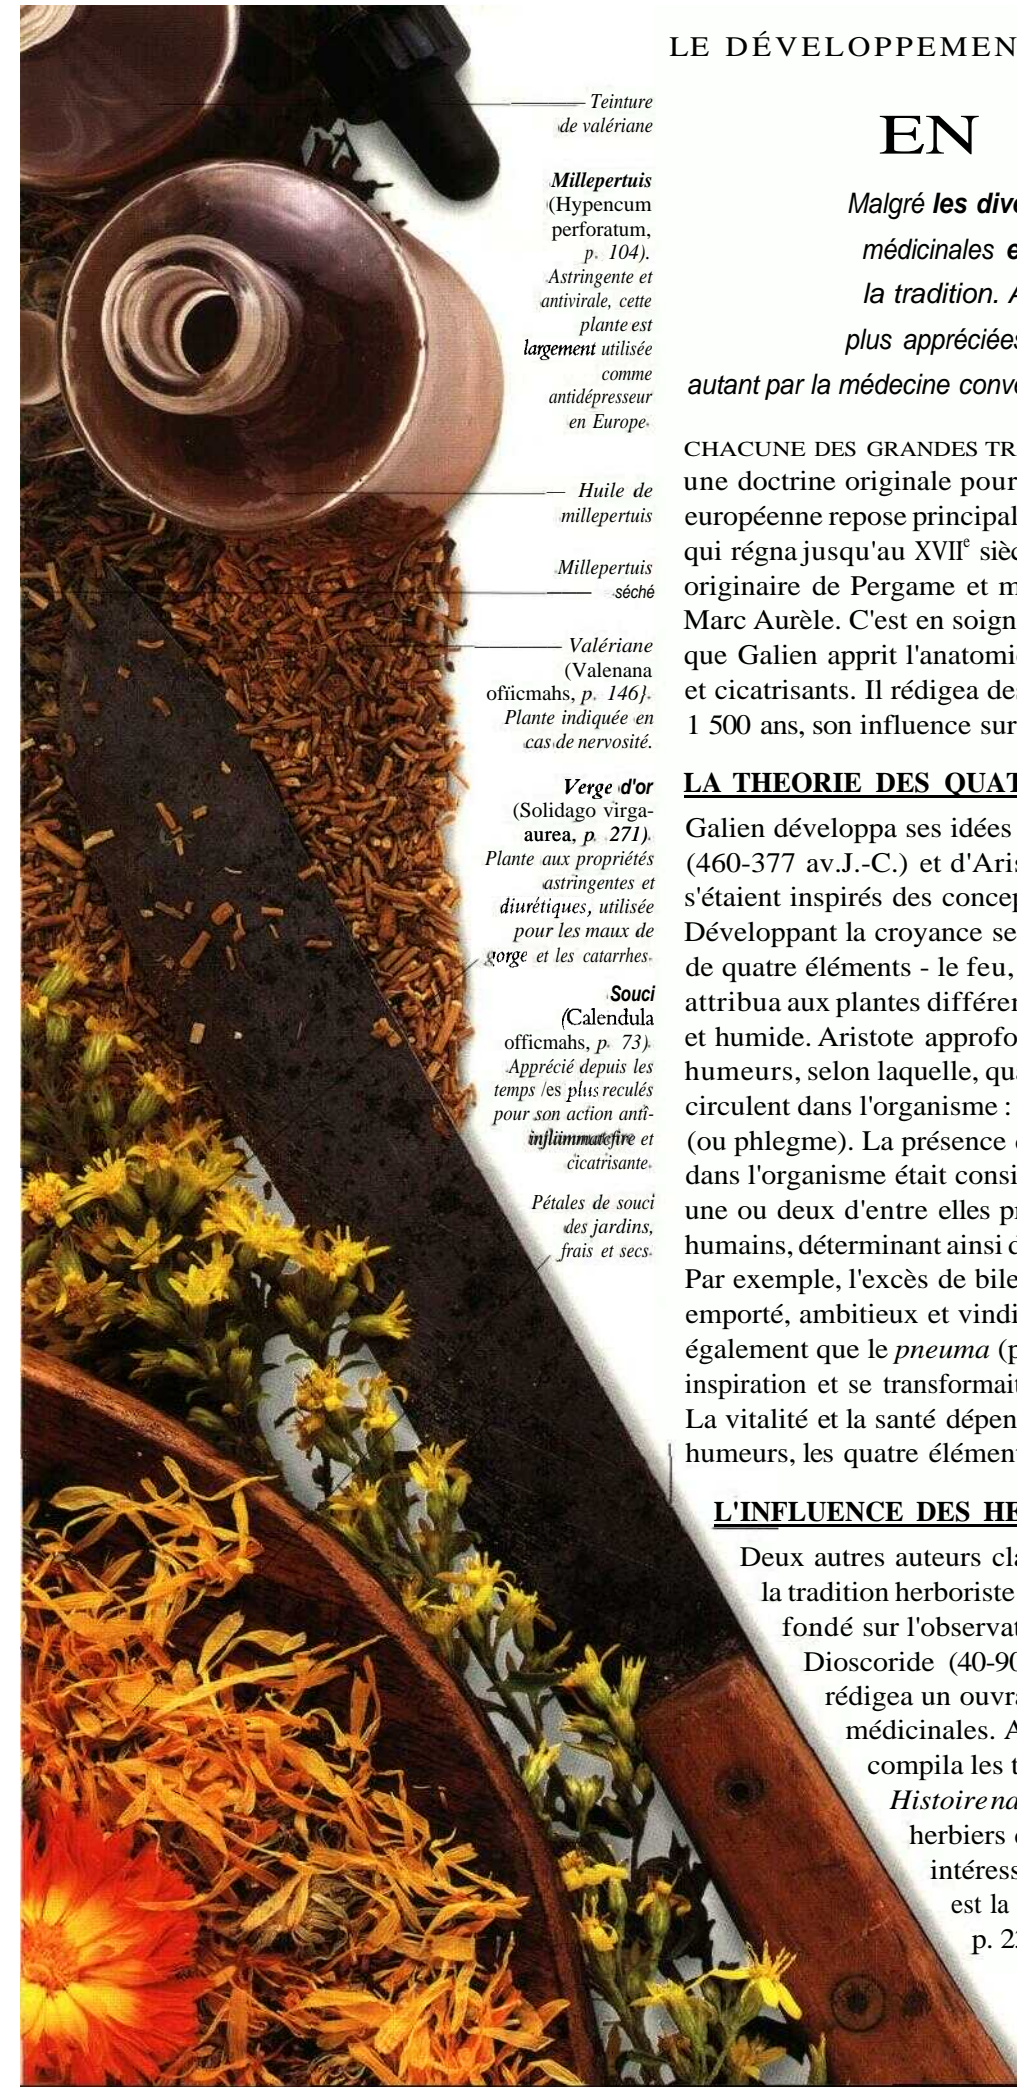 LE DÉVELOPPEMEN
EN
Malgré les dive
médicinales e
la tradition. A
plus appréciées
autant par la médecine conve
Teinture
de valériane
Millepertuis
(Hypencum
perforatum,
p. 104).
Astringente et
antivirale, cette
plante est
largement utilisée
comme
antidépresseur
en Europe.
Huile de
millepertuis
Millepertuis
séché
Valériane
(Valenana
officmahs, p. 146}.
Plante indiquée en
cas de nervosité.
Verge d'or
(Solidago virga-
aurea, p. 271).
Plante aux propriétés
astringentes et
diurétiques, utilisée
pour les maux de
gorge et les catarrhes.
Souci
(Calendula
officmahs, p. 73).
Apprécié depuis les
temps /es plus reculés
pour son action anti-
et
cicatrisante.
Pétales de souci
des jardins,
frais et secs.
CHACUNE DES GRANDES TRA
une doctrine originale pour
européenne repose principal
qui régna jusqu'au XVIIe sièc
originaire de Pergame et m
Marc Aurèle. C'est en soign
que Galien apprit l'anatomie
et cicatrisants. Il rédigea des
1 500 ans, son influence sur
LA THEORIE DES QUAT
Galien développa ses idées
(460-377 av.J.-C.) et d'Aris
s'étaient inspirés des concep
Développant la croyance se
de quatre éléments - le feu,
attribua aux plantes différen
et humide. Aristote approfo
humeurs, selon laquelle, qua
circulent dans l'organisme :
(ou phlegme). La présence
dans l'organisme était consi
une ou deux d'entre elles pr
humains, déterminant ainsi d
Par exemple, l'excès de bile
emporté, ambitieux et vindi
également que le pneuma (p
inspiration et se transformait
La vitalité et la santé dépen
humeurs, les quatre élément
L'INFLUENCE DES HE
Deux autres auteurs cla
la tradition herboriste
fondé sur l'observat
Dioscoride (40-90
rédigea un ouvra
médicinales. A
compila les t
Histoire na
herbiers
intéress
est la
p. 2